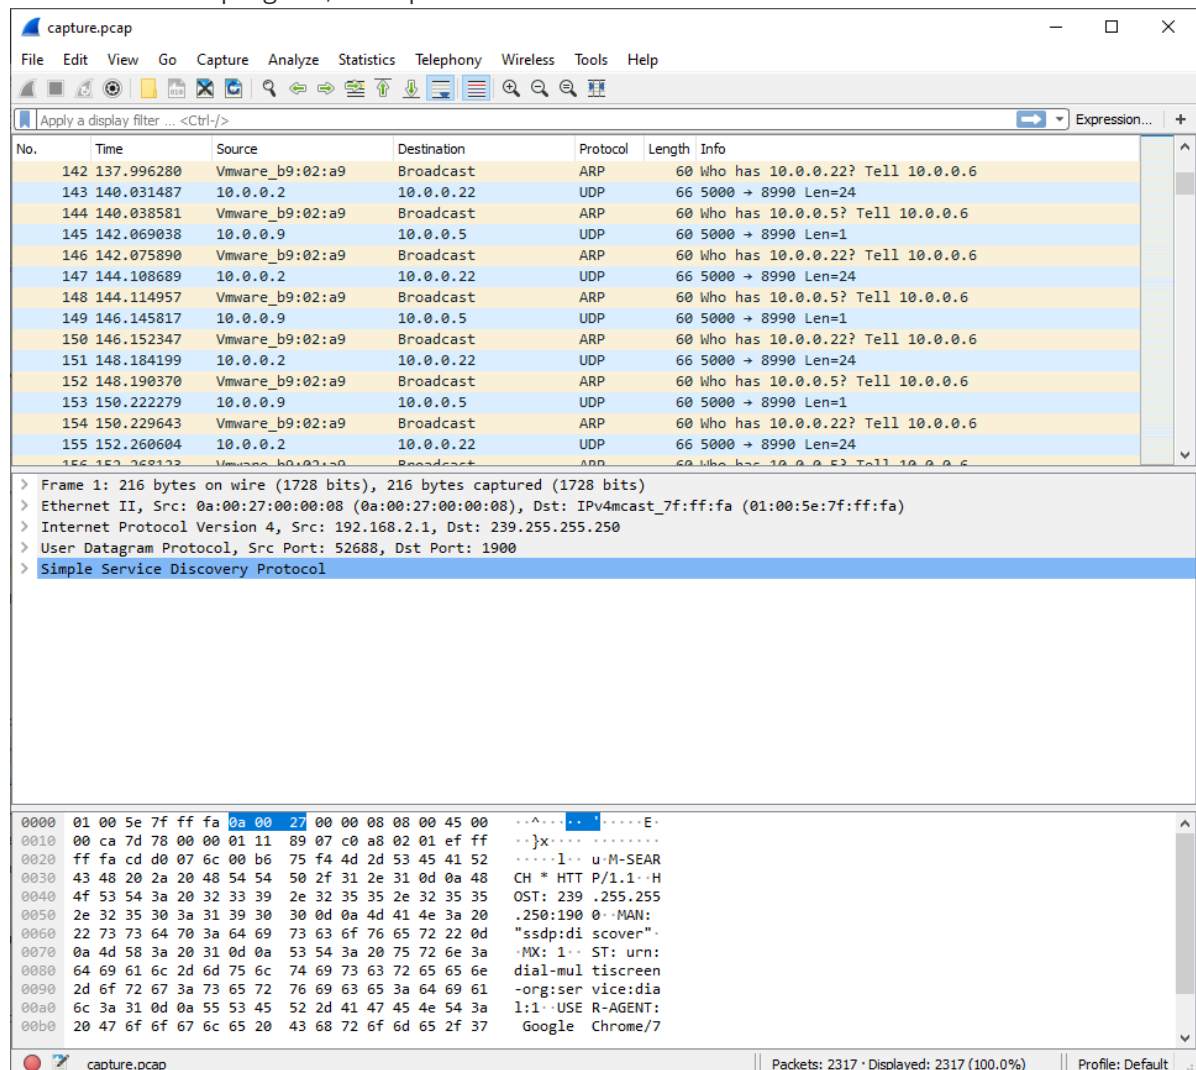 capture.pcap
File Edit View Go Capture Analyze Statistics Telephony Wireless Tools Help
Apply a display filter ... <Ctrl-/> Expression... +
No. Time Source Destination Protocol Length Info
142 137.996280 Vmware_b9:02:a9 Broadcast ARP 60 Who has 10.0.0.22? Tell 10.0.0.6
143 140.031487 10.0.0.2 10.0.0.22 UDP 66 5000 → 8990 Len=24
144 140.038581 Vmware_b9:02:a9 Broadcast ARP 60 Who has 10.0.0.5? Tell 10.0.0.6
145 142.069038 10.0.0.9 10.0.0.5 UDP 60 5000 → 8990 Len=1
146 142.075890 Vmware_b9:02:a9 Broadcast ARP 60 Who has 10.0.0.22? Tell 10.0.0.6
147 144.108689 10.0.0.2 10.0.0.22 UDP 66 5000 → 8990 Len=24
148 144.114957 Vmware_b9:02:a9 Broadcast ARP 60 Who has 10.0.0.5? Tell 10.0.0.6
149 146.145817 10.0.0.9 10.0.0.5 UDP 60 5000 → 8990 Len=1
150 146.152347 Vmware_b9:02:a9 Broadcast ARP 60 Who has 10.0.0.22? Tell 10.0.0.6
151 148.184199 10.0.0.2 10.0.0.22 UDP 66 5000 → 8990 Len=24
152 148.190370 Vmware_b9:02:a9 Broadcast ARP 60 Who has 10.0.0.5? Tell 10.0.0.6
153 150.222279 10.0.0.9 10.0.0.5 UDP 60 5000 → 8990 Len=1
154 150.229643 Vmware_b9:02:a9 Broadcast ARP 60 Who has 10.0.0.22? Tell 10.0.0.6
155 152.260604 10.0.0.2 10.0.0.22 UDP 66 5000 → 8990 Len=24
156 152.268123 Vmware_b9:02:a9 Broadcast ARP 60 Who has 10.0.0.5? Tell 10.0.0.6
> Frame 1: 216 bytes on wire (1728 bits), 216 bytes captured (1728 bits)
> Ethernet II, Src: 0a:00:27:00:00:08 (0a:00:27:00:00:08), Dst: IPv4mcast_7f:ff:fa (01:00:5e:7f:ff:fa)
> Internet Protocol Version 4, Src: 192.168.2.1, Dst: 239.255.255.250
> User Datagram Protocol, Src Port: 52688, Dst Port: 1900
> Simple Service Discovery Protocol
0000 01 00 5e 7f ff fa 0a 00 27 00 00 08 08 00 45 00 ··^····· '·····E·
0010 00 ca 7d 78 00 00 01 11 89 07 c0 a8 02 01 ef ff ··}x···· ········
0020 ff fa cd d0 07 6c 00 b6 75 f4 4d 2d 53 45 41 52 ·····l·· u·M-SEAR
0030 43 48 20 2a 20 48 54 54 50 2f 31 2e 31 0d 0a 48 CH * HTT P/1.1··H
0040 4f 53 54 3a 20 32 33 39 2e 32 35 35 2e 32 35 35 OST: 239 .255.255
0050 2e 32 35 30 3a 31 39 30 30 0d 0a 4d 41 4e 3a 20 .250:190 0··MAN:
0060 22 73 73 64 70 3a 64 69 73 63 6f 76 65 72 22 0d "ssdp:di scover"·
0070 0a 4d 58 3a 20 31 0d 0a 53 54 3a 20 75 72 6e 3a ·MX: 1·· ST: urn:
0080 64 69 61 6c 2d 6d 75 6c 74 69 73 63 72 65 65 6e dial-mul tiscreen
0090 2d 6f 72 67 3a 73 65 72 76 69 63 65 3a 64 69 61 -org:ser vice:dia
00a0 6c 3a 31 0d 0a 55 53 45 52 2d 41 47 45 4e 54 3a l:1··USE R-AGENT:
00b0 20 47 6f 6f 67 6c 65 20 43 68 72 6f 6d 65 2f 37 Google Chrome/7
capture.pcap Packets: 2317 · Displayed: 2317 (100.0%) Profile: Default